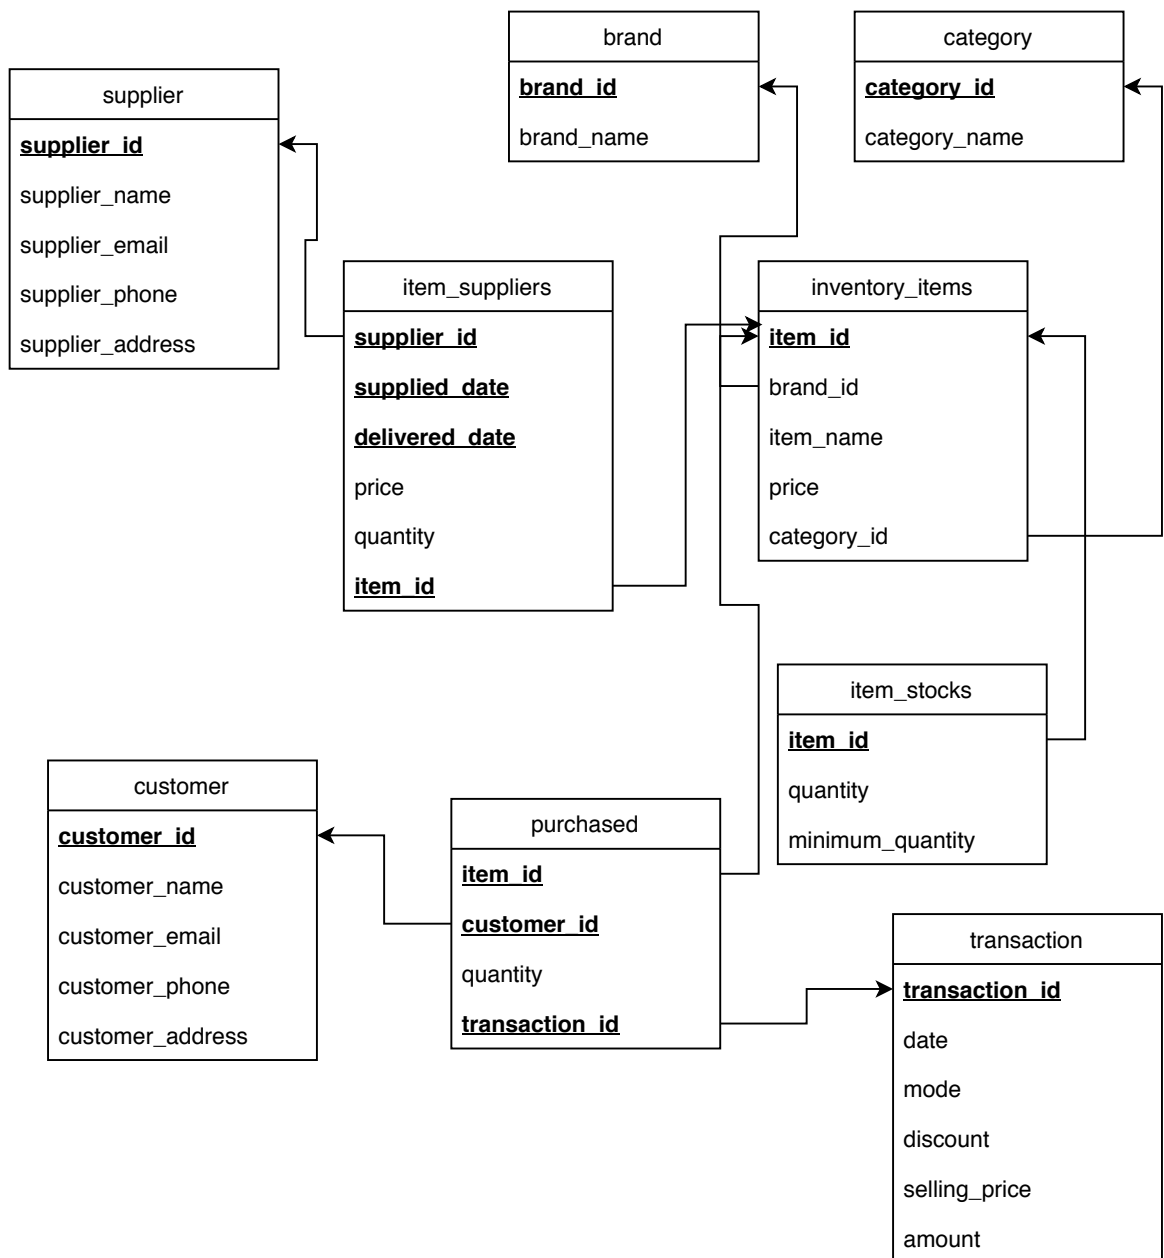 brand
brand_id
brand_name
category
category_id
category_name
supplier
supplier_id
supplier_name
supplier_email
supplier_phone
supplier_address
item_suppliers
supplier_id
supplied_date
delivered_date
price
quantity
item_id
inventory_items
item_id
brand_id
item_name
price
category_id
item_stocks
item_id
quantity
minimum_quantity
customer
customer_id
customer_name
customer_email
customer_phone
customer_address
purchased
item_id
customer_id
quantity
transaction_id
transaction
transaction_id
date
mode
discount
selling_price
amount